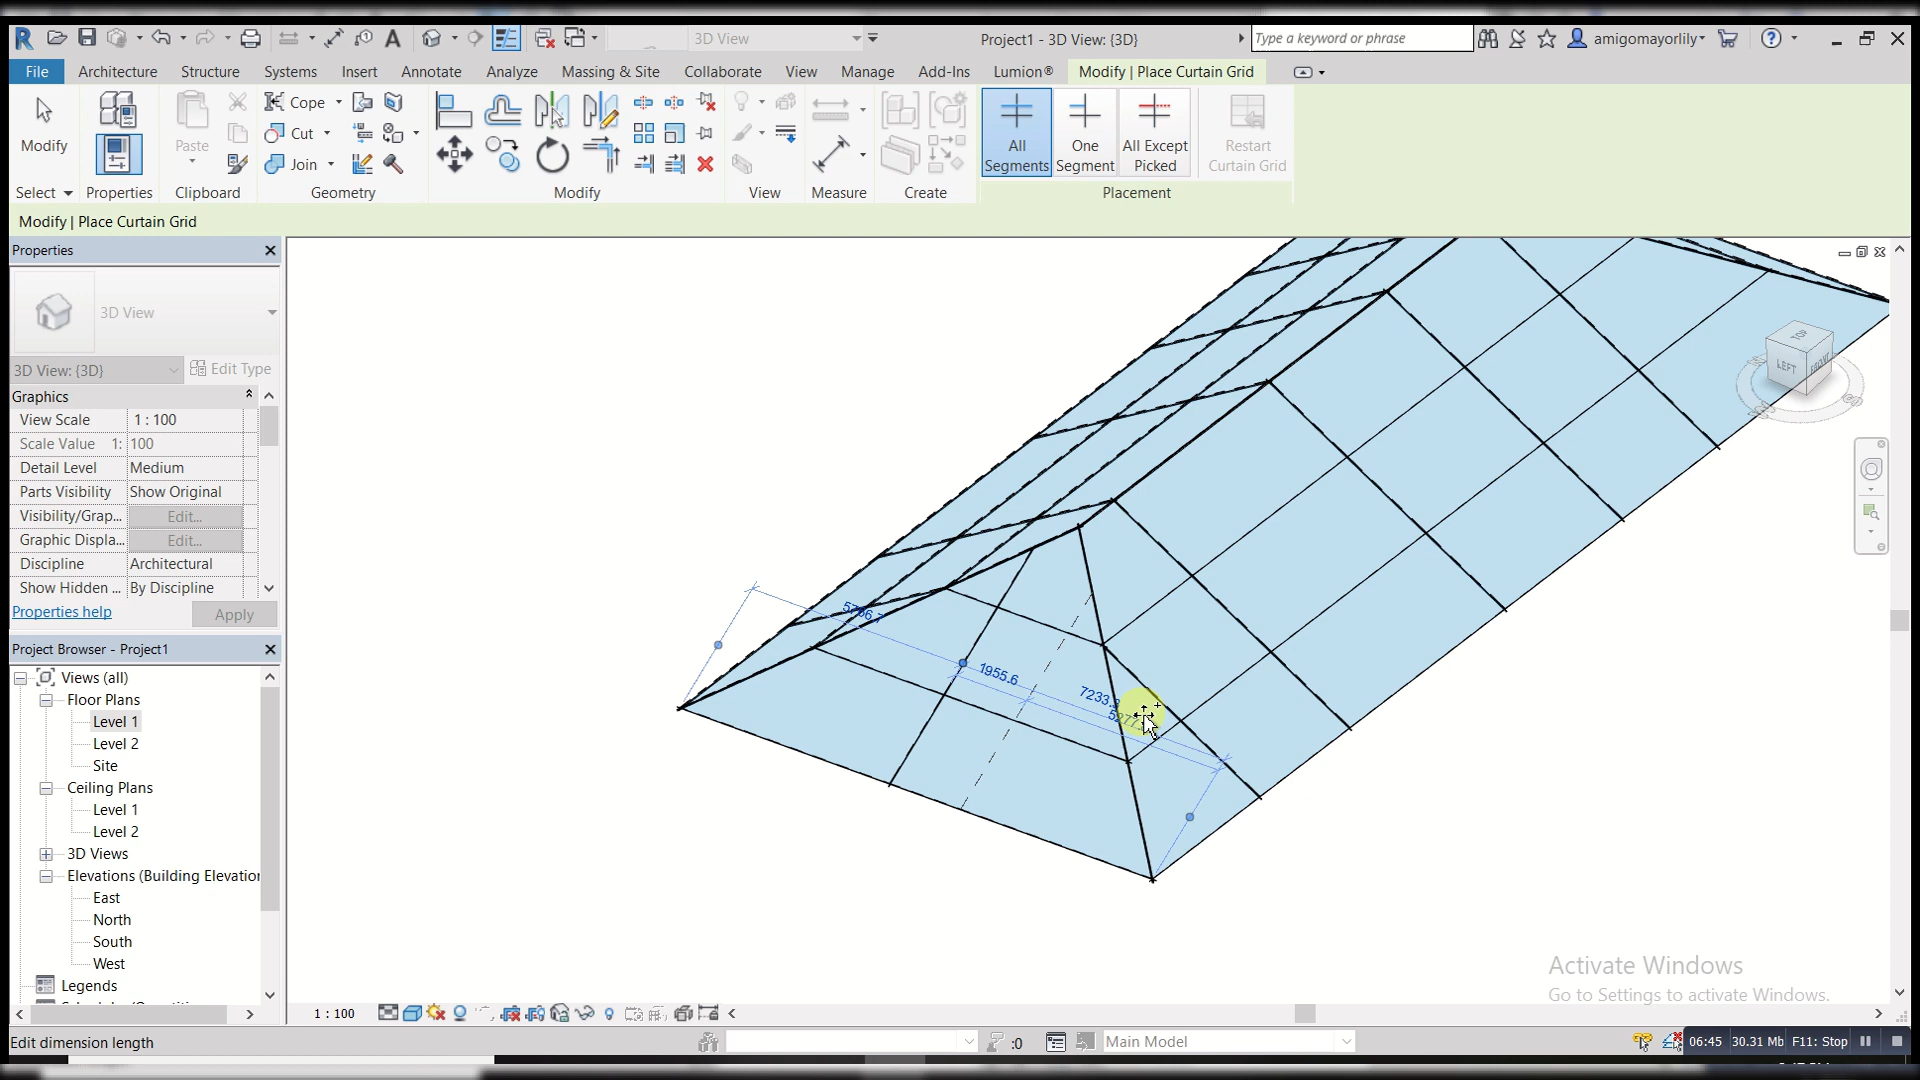 3D View
Project1 - 3D View: {3D}
Type a keyword or phrase
amigomayorlily
File Architecture Structure Systems Insert Annotate Analyze Massing & Site Collaborate View Manage Add-Ins Lumion® Modify | Place Curtain Grid
Modify
Paste
Cope
Cut
Join
All Segments
One Segment
All Except Picked
Restart Curtain Grid
Select Properties Clipboard Geometry Modify View Measure Create Placement
Modify | Place Curtain Grid
Properties
3D View
3D View: {3D} Edit Type
Graphics
View Scale 1 : 100
Scale Value 1: 100
Detail Level Medium
Parts Visibility Show Original
Visibility/Grap... Edit...
Graphic Displa... Edit...
Discipline Architectural
Show Hidden ... By Discipline
Properties help Apply
Project Browser - Project1
Views (all)
Floor Plans
Level 1
Level 2
Site
Ceiling Plans
Level 1
Level 2
3D Views
Elevations (Building Elevation
East
North
South
West
Legends
1955.6
TOP
LEFT
FRONT
Activate Windows
Go to Settings to activate Windows.
1 : 100
Edit dimension length
:0
Main Model
06:45 30.31 Mb F11: Stop